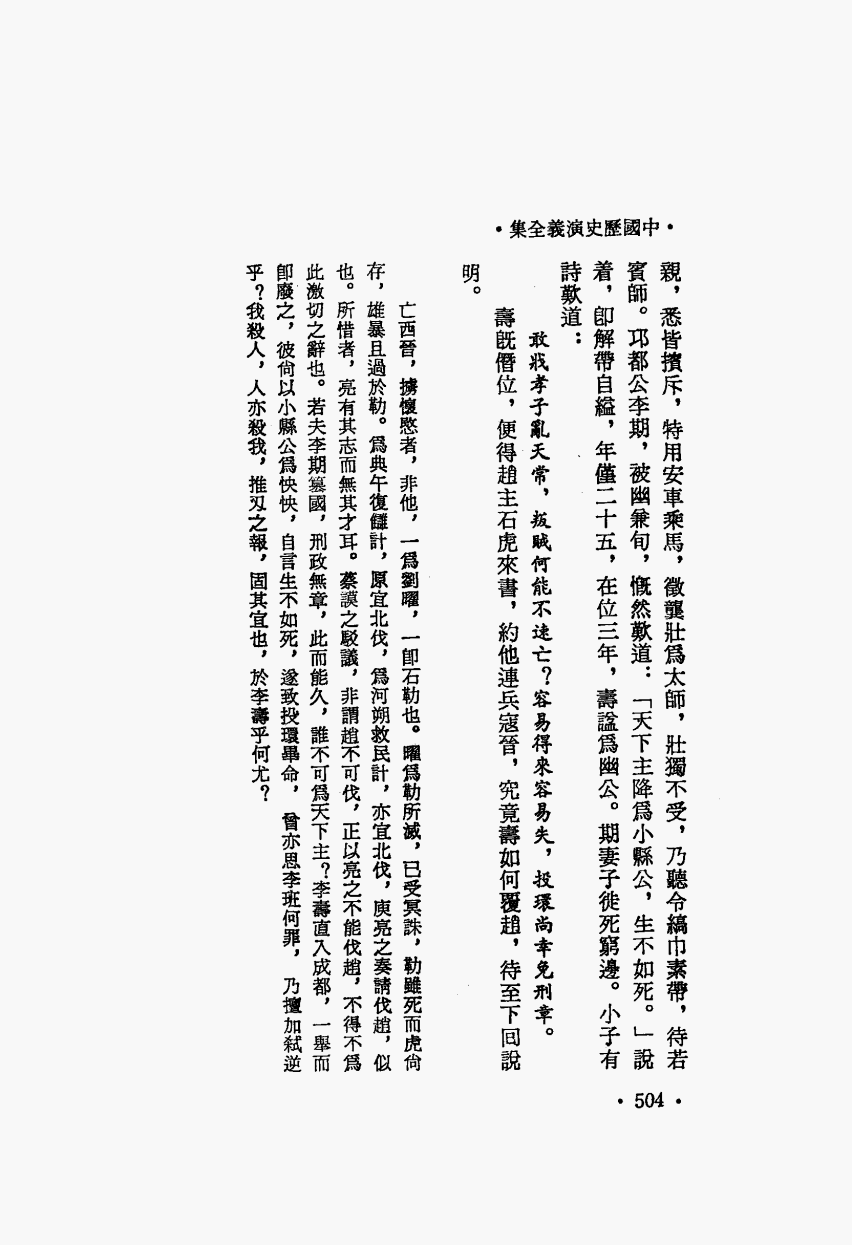 •中國歷史演義全集•
親，悉皆擯斥，特用安車乘馬，徵龔壯爲太師，壯獨不受，乃聽令縞巾素帶，待若
賓師。邛都公李期，被幽兼旬，慨然歎道：「天下主降爲小縣公，生不如死。」說
着，卽解帶自縊，年僅二十五，在位三年，壽諡爲幽公。期妻子徙死窮邊。小子有
詩歎道：
敢戕孝子亂天常，叛賊何能不速亡？容易得來容易失，投環尚幸免刑章。
壽旣僭位，便得趙主石虎來書，約他連兵寇晉，究竟壽如何覆趙，待至下回說
明。
亡西晉，擄懷愍者，非他，一爲劉曜，一卽石勒也。曜爲勒所滅，已受冥誅，勒雖死而虎尙
存，雄暴且過於勒。爲典午復讎計，原宜北伐，爲河朔救民計，亦宜北伐，庾亮之奏請伐趙，似
也。所惜者，亮有其志而無其才耳。蔡謨之駁議，非謂趙不可伐，正以亮之不能伐趙，不得不爲
此激切之辭也。若夫李期篡國，刑政無章，此而能久，誰不可爲天下主？李壽直入成都，一舉而
卽廢之，彼尙以小縣公爲怏怏，自言生不如死，遂致投環畢命，曾亦思李班何罪，乃擅加弒逆
乎？我殺人，人亦殺我，推刃之報，固其宜也，於李壽乎何尤？
•504•